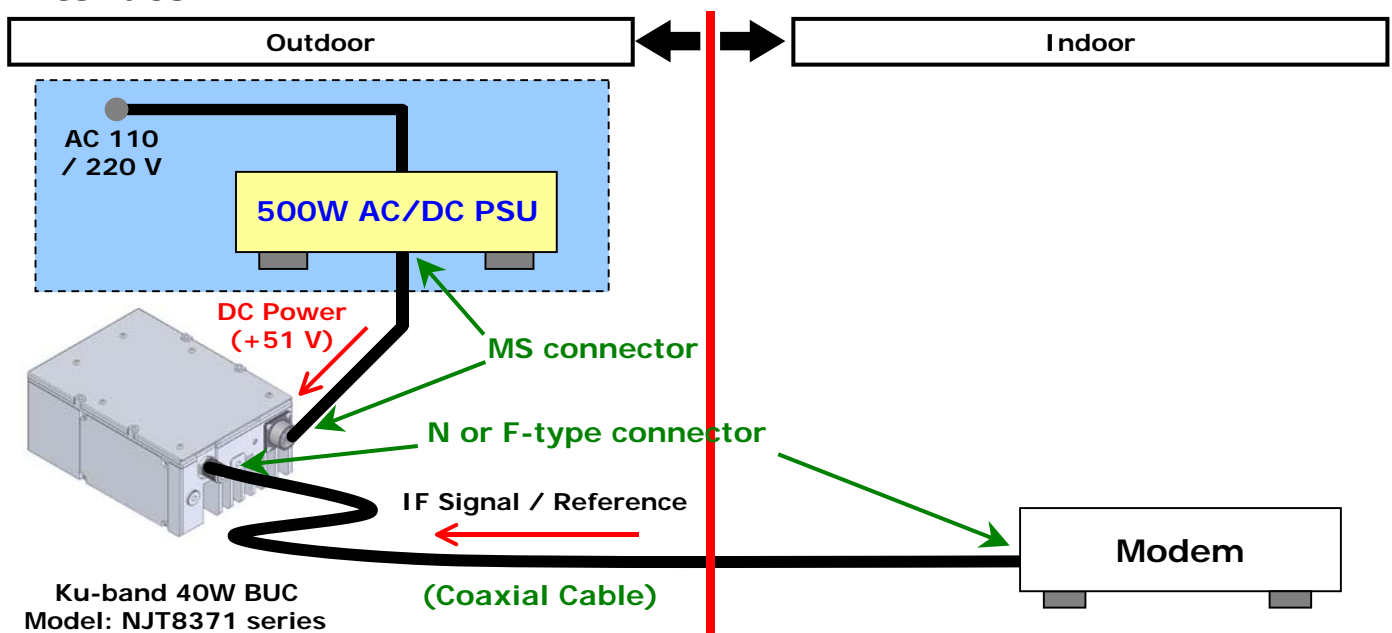 Outdoor
Indoor
AC 110
/ 220 V
500W AC/DC PSU
DC Power
(+51 V)
MS connector
N or F-type connector
IF Signal / Reference
Modem
(Coaxial Cable)
Ku-band 40W BUC
Model: NJT8371 series